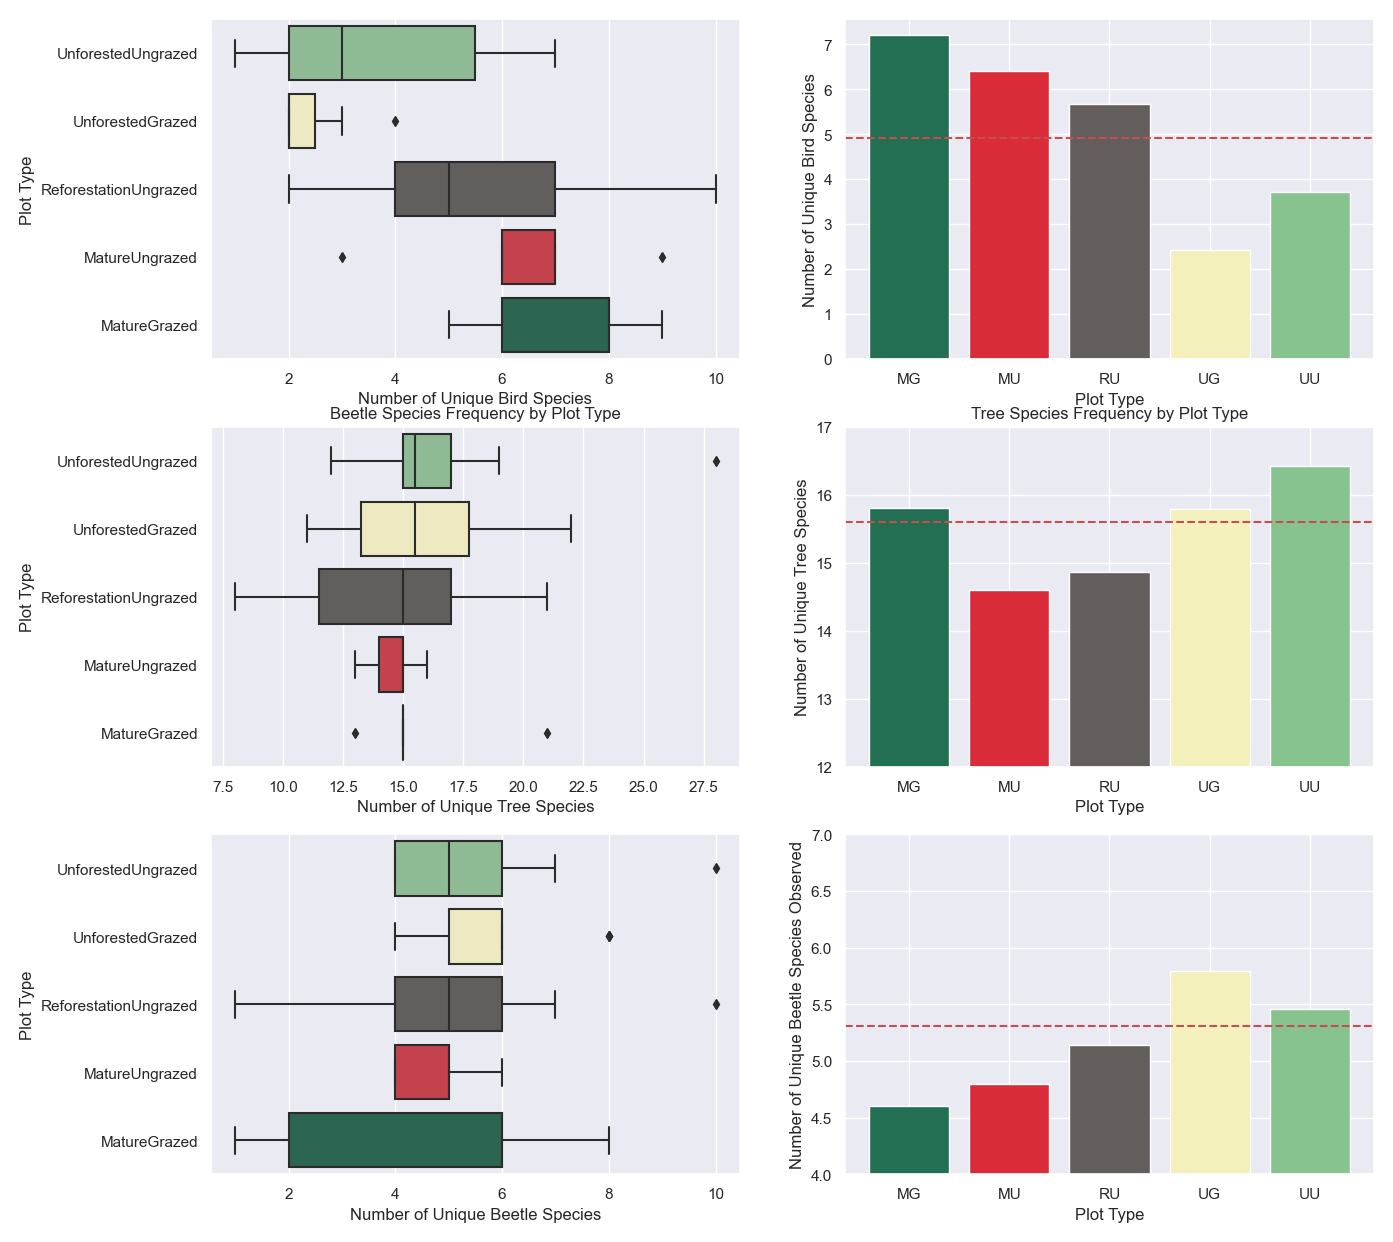 UnforestedUngrazed
UnforestedGrazed
ReforestationUngrazed
MatureUngrazed
MatureGrazed
Plot Type
2 4 6 8 10
Number of Unique Bird Species
7
6
5
4
3
2
1
0
Number of Unique Bird Species
MG MU RU UG UU
Plot Type
Beetle Species Frequency by Plot Type
UnforestedUngrazed
UnforestedGrazed
ReforestationUngrazed
MatureUngrazed
MatureGrazed
Plot Type
7.5 10.0 12.5 15.0 17.5 20.0 22.5 25.0 27.5
Number of Unique Tree Species
Tree Species Frequency by Plot Type
17
16
15
14
13
12
Number of Unique Tree Species
MG MU RU UG UU
Plot Type
UnforestedUngrazed
UnforestedGrazed
ReforestationUngrazed
MatureUngrazed
MatureGrazed
Plot Type
2 4 6 8 10
Number of Unique Beetle Species
7.0
6.5
6.0
5.5
5.0
4.5
4.0
Number of Unique Beetle Species Observed
MG MU RU UG UU
Plot Type